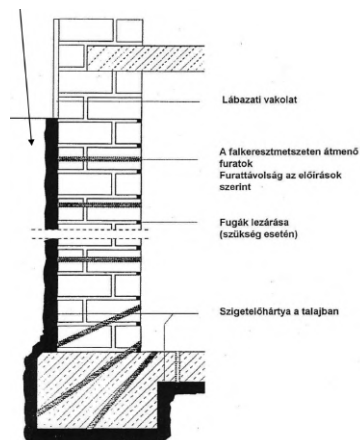 Lábazati vakolat
A falkeresztmetszeten átmenő
furatok
Furattávolság az előírások
szerint
Fugák lezárása
(szükség esetén)
Szigetelőhártya a talajban